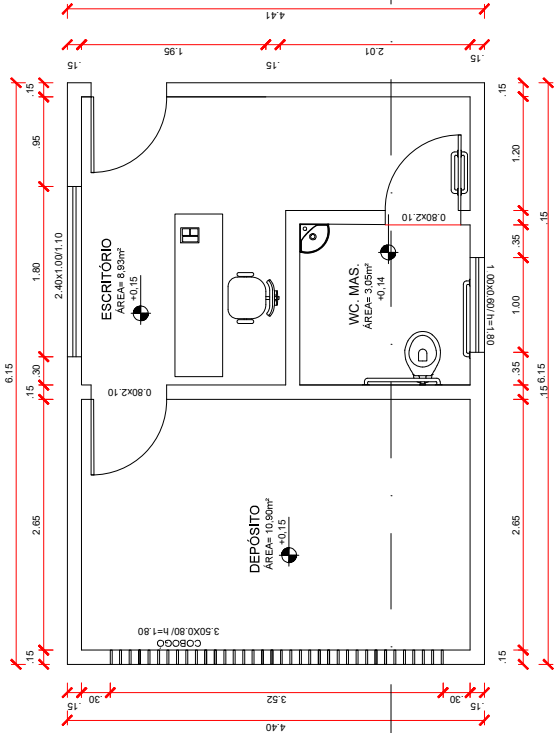 4.41
.15
1.95
.15
2.01
.15
6.15
.15
.95
1.80
.30
.15
2.65
.15
2.40x1.00/1.10
ESCRITÓRIO
ÁREA= 8,93m²
+0,15
0.80x2.10
WC. MAS.
ÁREA= 3,05m²
+0,14
0.80x2.10
1.00x0.60/ h=1.80
DEPÓSITO
ÁREA= 10,90m²
+0,15
COBOGÓ
3.50X0.80/ h=1.80
.15
1.20
.15
.35
1.00
.35
.15
2.65
.15
6.15
.15
.30
3.52
.30
.15
4.40